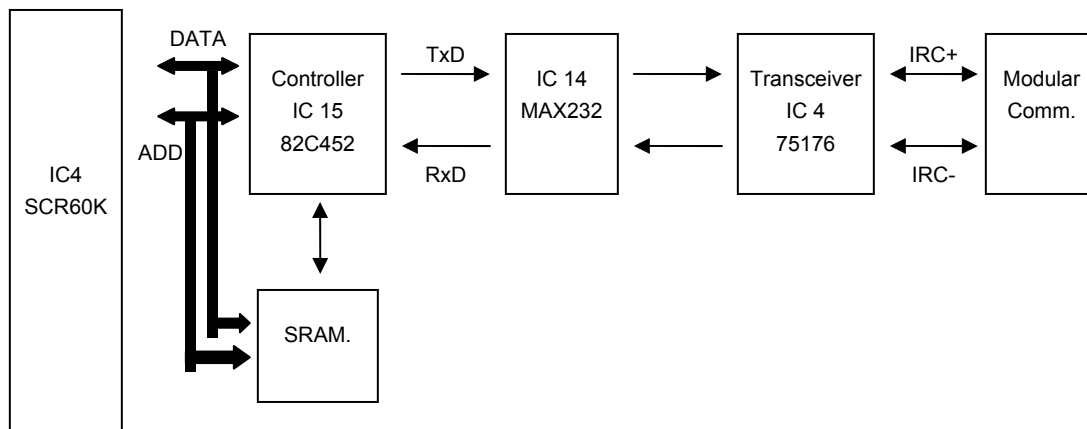 DATA
ADD
IC4
SCR60K
Controller
IC 15
82C452
TxD
RxD
IC 14
MAX232
Transceiver
IC 4
75176
IRC+
IRC-
Modular
Comm.
SRAM.